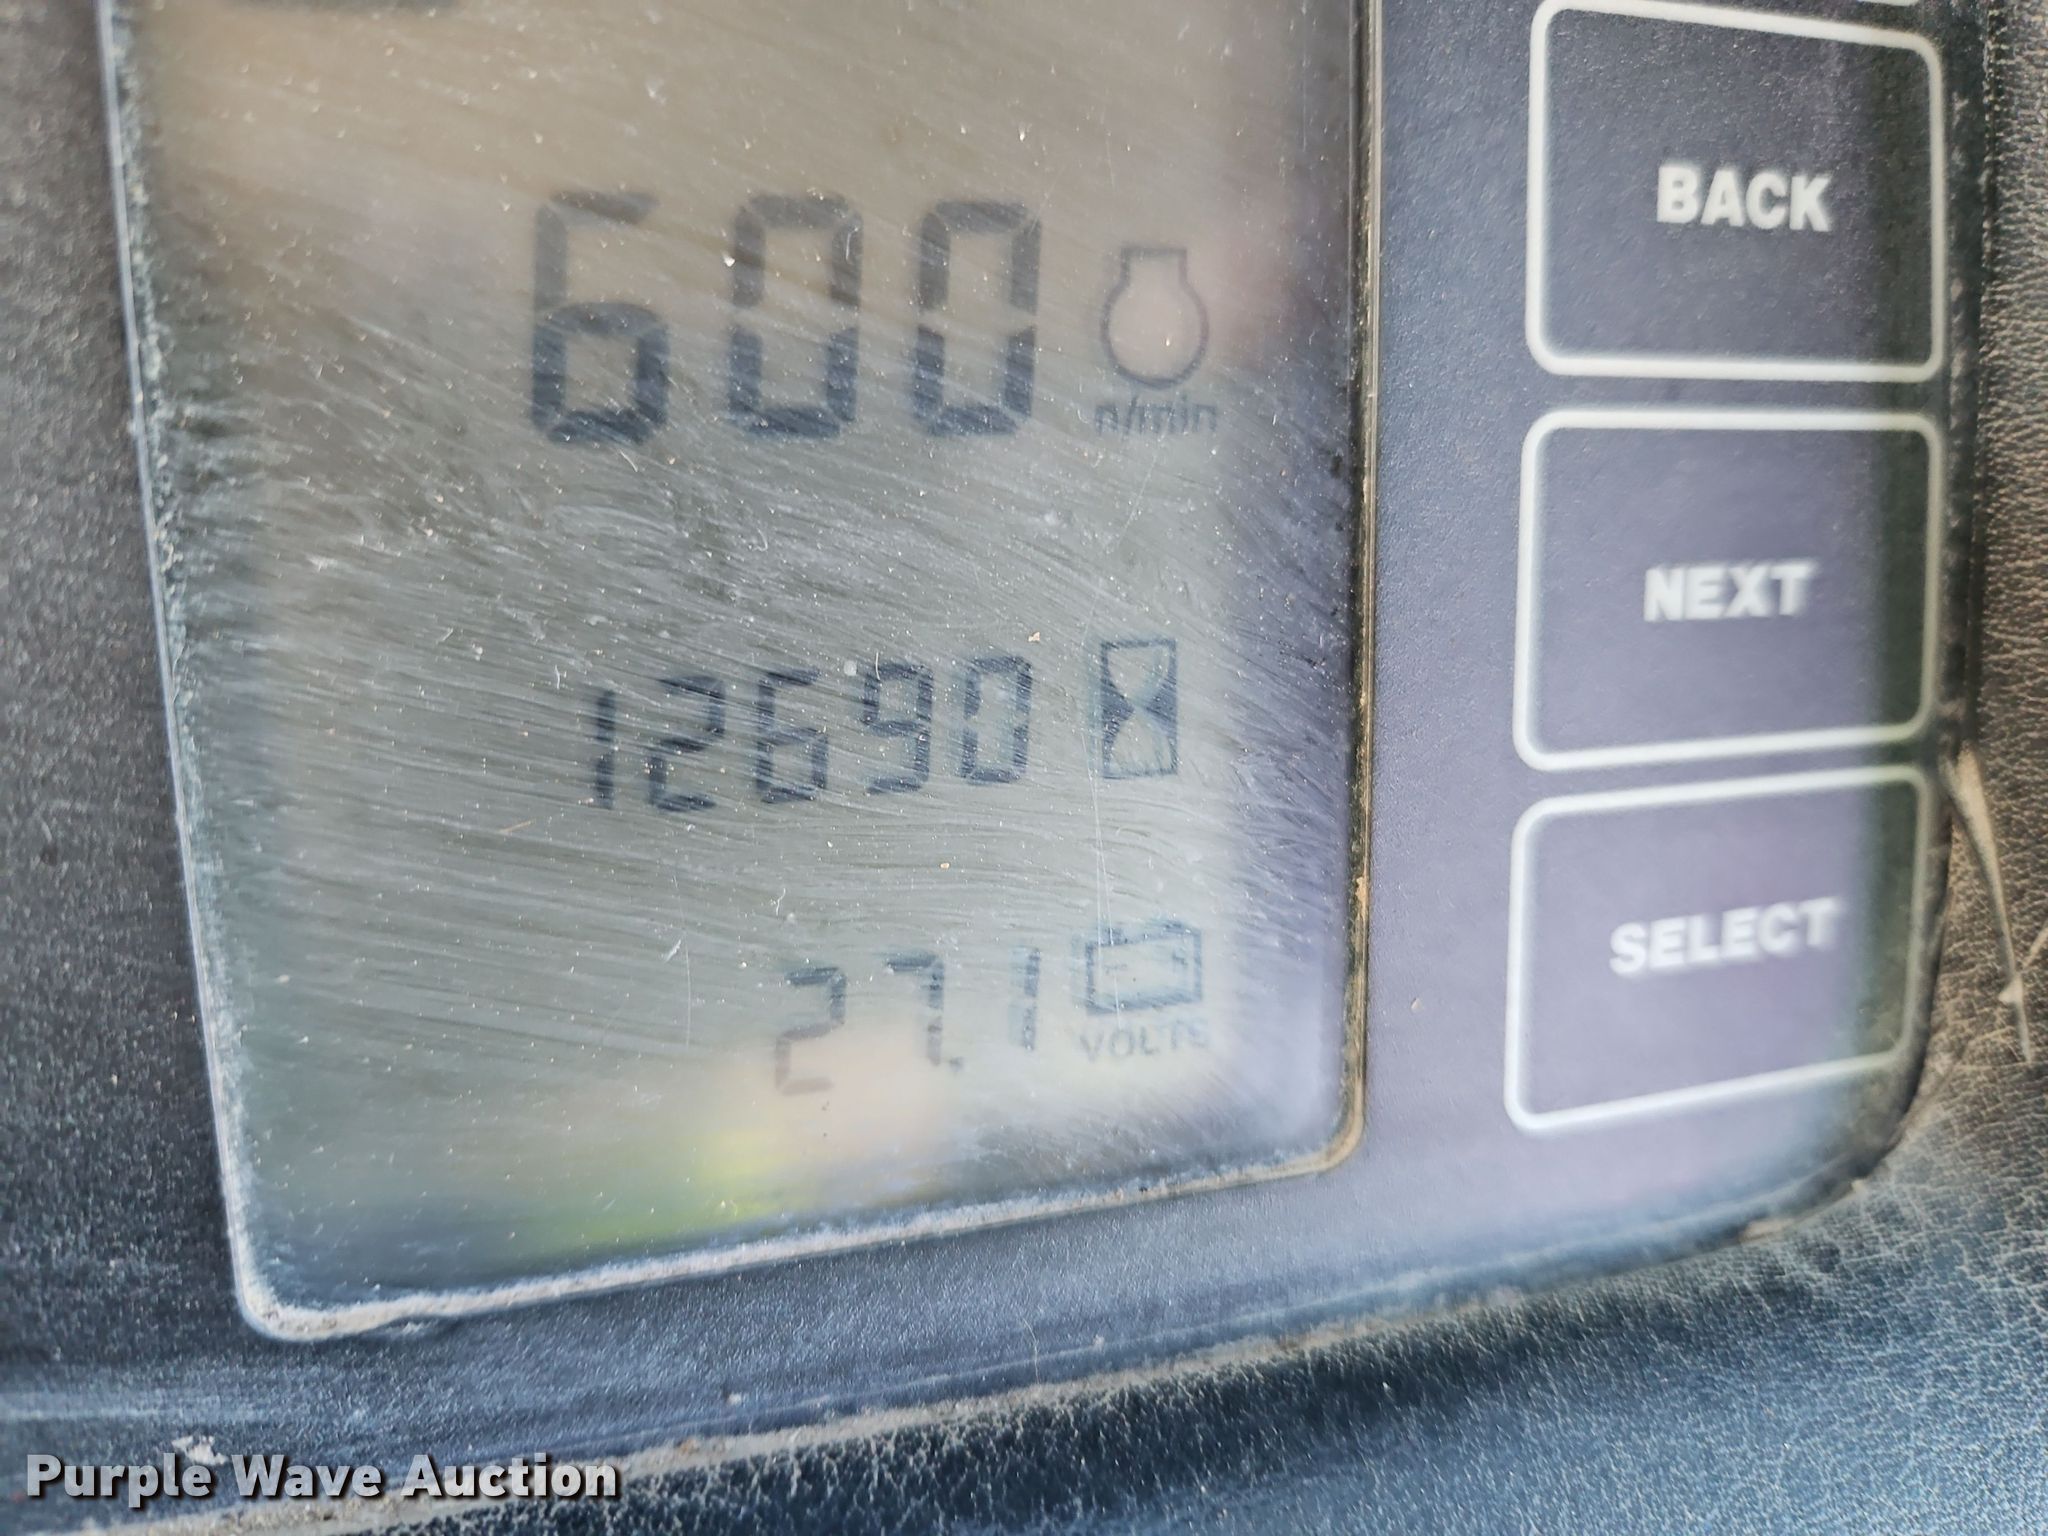 BACK
600
n/min
NEXT
12690
SELECT
27.1
VOLTS
Purple Wave Auction